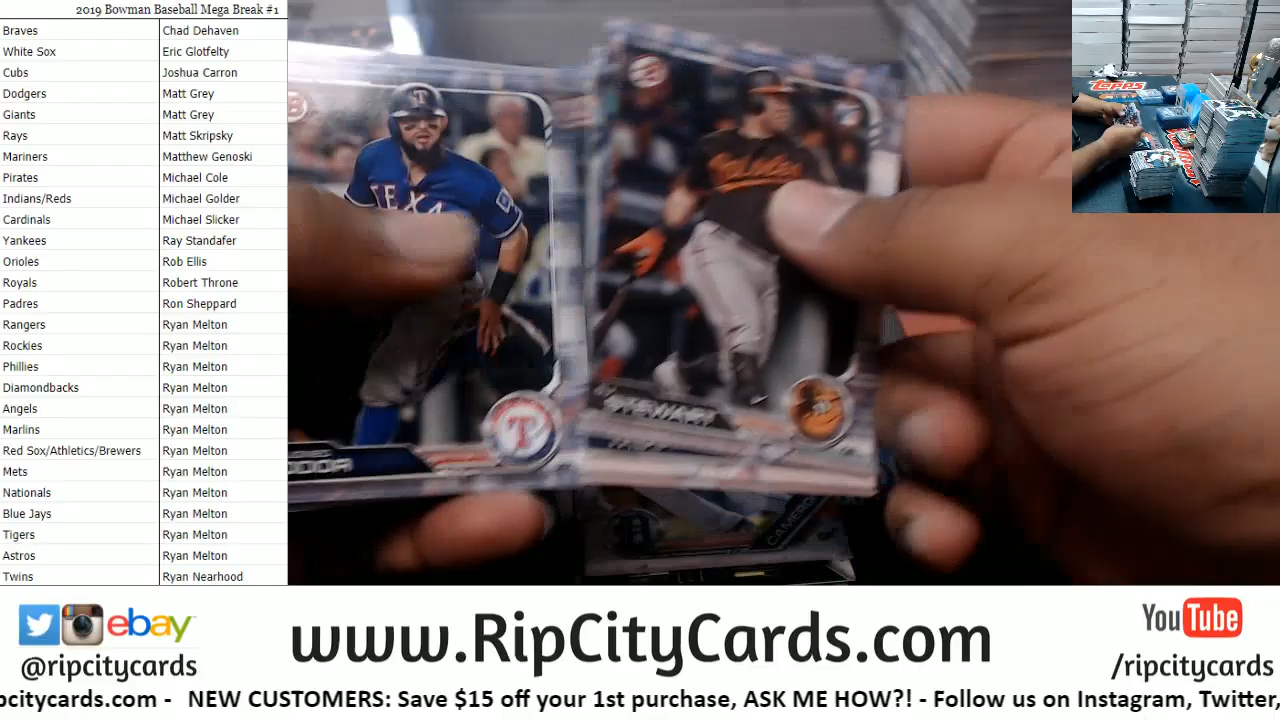 2019 Bowman Baseball Mega Break #1
Braves Chad Dehaven
White Sox Eric Glotfelty
Cubs Joshua Carron
Dodgers Matt Grey
Giants Matt Grey
Rays Matt Skripsky
Mariners Matthew Genoski
Pirates Michael Cole
Indians/Reds Michael Golder
Cardinals Michael Slicker
Yankees Ray Standafer
Orioles Rob Ellis
Royals Robert Throne
Padres Ron Sheppard
Rangers Ryan Melton
Rockies Ryan Melton
Phillies Ryan Melton
Diamondbacks Ryan Melton
Angels Ryan Melton
Marlins Ryan Melton
Red Sox/Athletics/Brewers Ryan Melton
Mets Ryan Melton
Nationals Ryan Melton
Blue Jays Ryan Melton
Tigers Ryan Melton
Astros Ryan Melton
Twins Ryan Nearhood
TEXA
ODOR
T
STEWART
CAMERO
TOPPS
ebay
@ripcitycards
www.RipCityCards.com
YouTube
/ripcitycards
pcitycards.com - NEW CUSTOMERS: Save $15 off your 1st purchase, ASK ME HOW?! - Follow us on Instagram, Twitter,